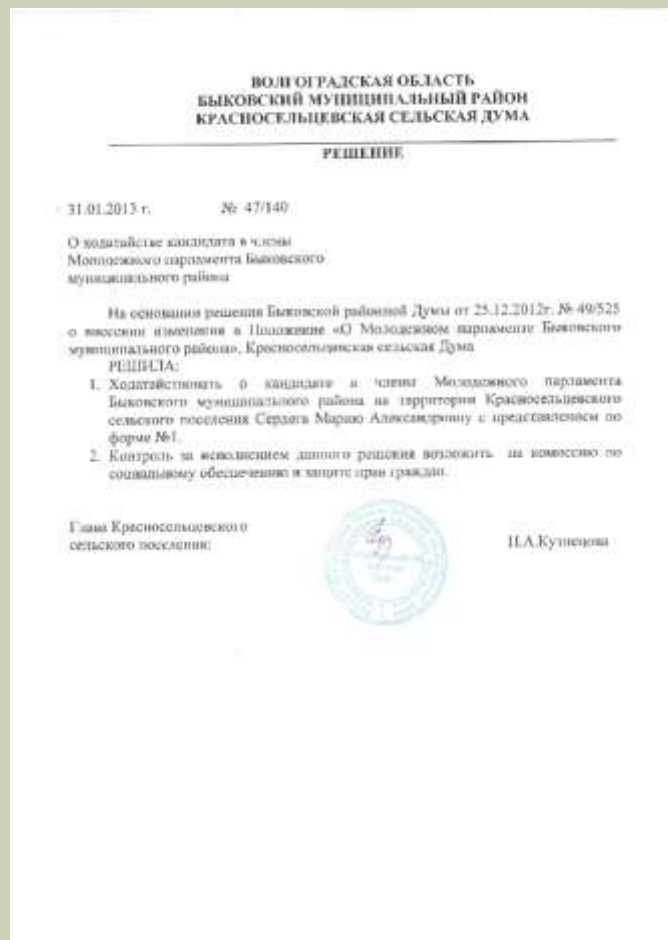 ВОЛГОГРАДСКАЯ ОБЛАСТЬ
БЫКОВСКИЙ МУНИЦИПАЛЬНЫЙ РАЙОН
КРАСНОСЕЛЬЦЕВСКАЯ СЕЛЬСКАЯ ДУМА
РЕШЕНИЕ
31.01.2013 г. № 47/140
О ходатайстве кандидата в члены
Молодежного парламента Быковского
муниципального района
На основании решения Быковской районной Думы от 25.12.2012г. № 49/525
о внесении изменения в Положение «О Молодежном парламенте Быковского
муниципального района», Красносельцевская сельская Дума
РЕШИЛА:
1. Ходатайствовать о кандидате в члены Молодежного парламента
Быковского муниципального района на территории Красносельцевского
сельского поселения Сердюга Марию Александровну с представлением по
форме №1.
2. Контроль за исполнением данного решения возложить на комиссию по
социальному обеспечению и защите прав граждан.
Глава Красносельцевского
сельского поселения: Н.А.Кузнецова